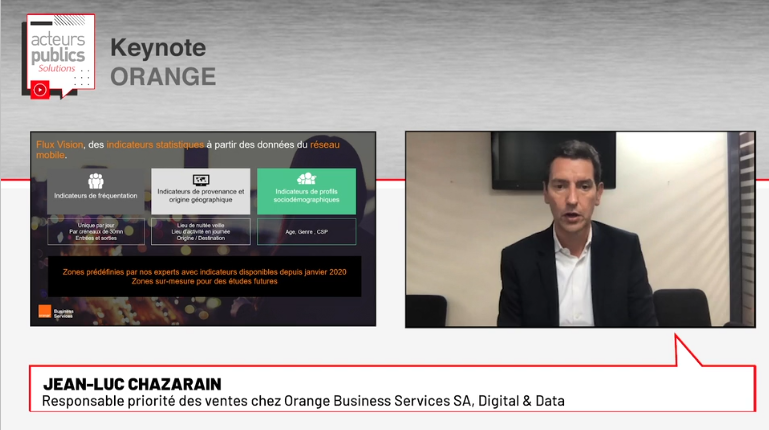 acteurs
publics
Solutions
Keynote
ORANGE
Flux Vision, des indicateurs statistiques à partir des données du réseau
mobile.
Indicateurs de fréquentation
Indicateurs de provenance et
origine géographique
Indicateurs de profils
sociodémographiques
Unique par jour
Par créneaux de 30mn
Entrées et sorties
Lieu de nuitée veille
Lieu d'activité en journée
Origine / Destination
Age, Genre , CSP
Zones prédéfinies par nos experts avec indicateurs disponibles depuis janvier 2020
Zones sur-mesure pour des études futures
Business
Services
JEAN-LUC CHAZARAIN
Responsable priorité des ventes chez Orange Business Services SA, Digital & Data